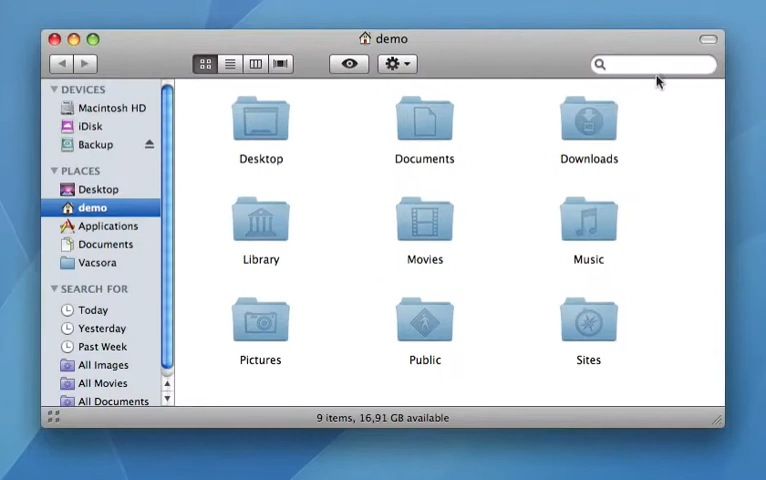 demo
DEVICES
Macintosh HD
iDisk
Backup
PLACES
Desktop
demo
Applications
Documents
Vacsora
SEARCH FOR
Today
Yesterday
Past Week
All Images
All Movies
All Documents
Desktop Documents Downloads
Library Movies Music
Pictures Public Sites
9 items, 16,91 GB available